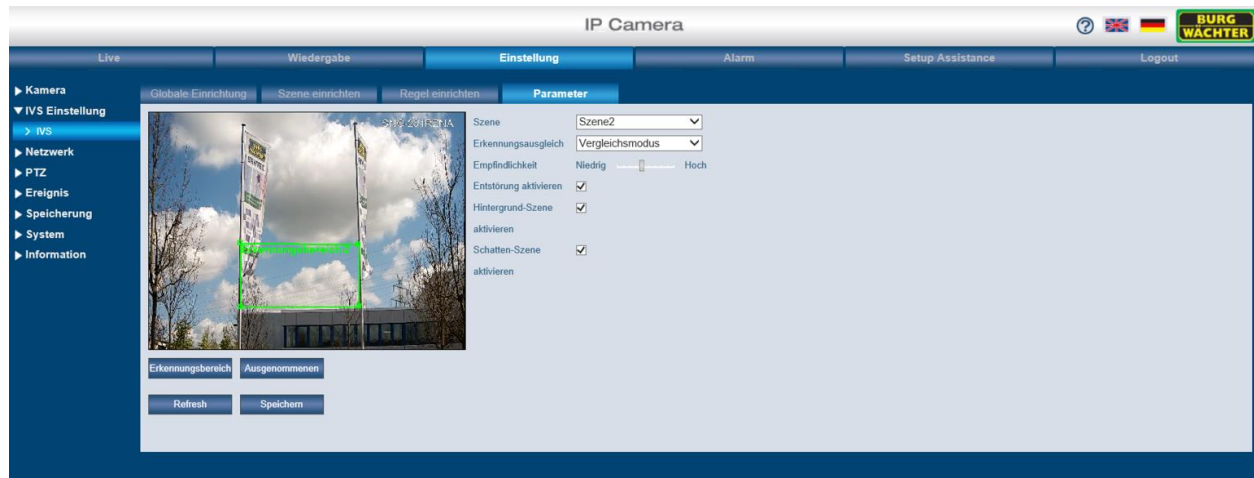 IP Camera
BURG
WÄCHTER
Live Wiedergabe Einstellung Alarm Setup Assistance Logout
Kamera
IVS Einstellung
> IVS
Netzwerk
PTZ
Ereignis
Speicherung
System
Information
Globale Einrichtung Szene einrichten Regel einrichten Parameter
Szene Szene2
Erkennungsausgleich Vergleichsmodus
Empfindlichkeit Niedrig Hoch
Entstörung aktivieren
Hintergrund-Szene
aktivieren
Schatten-Szene
aktivieren
Erkennungsbereich Ausgenommenen
Refresh Speichern